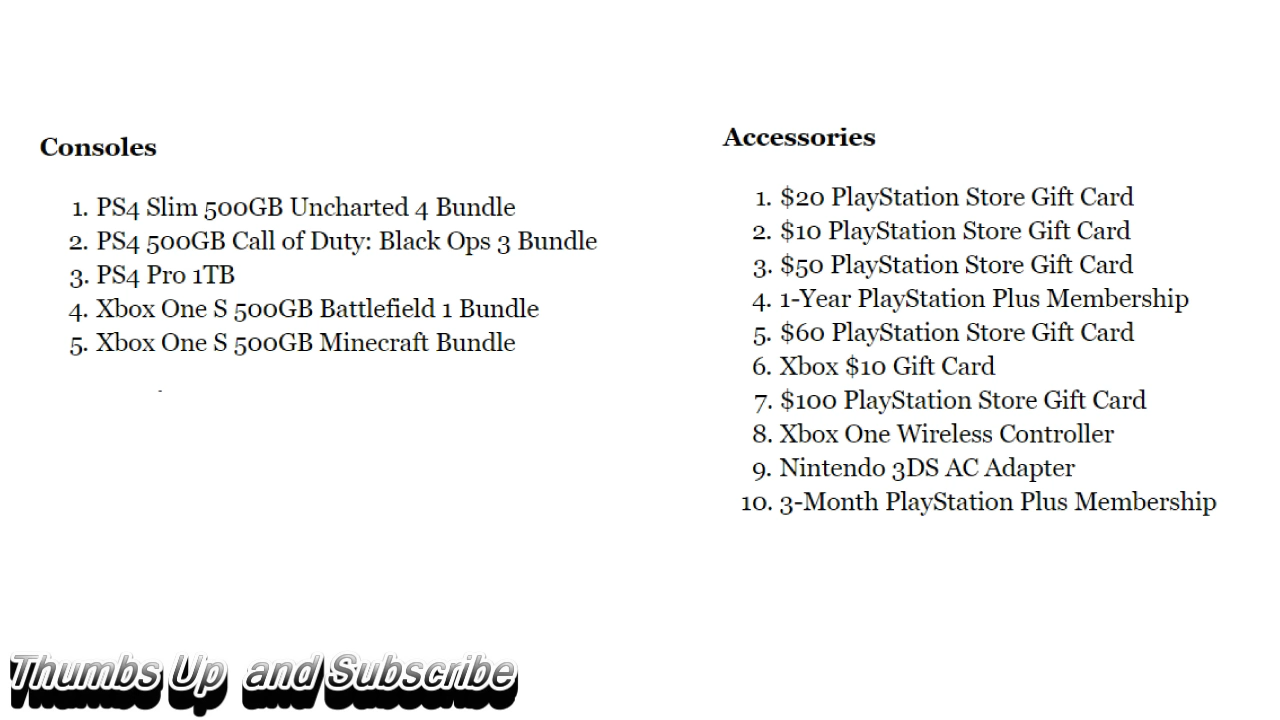 Consoles
1. PS4 Slim 500GB Uncharted 4 Bundle
2. PS4 500GB Call of Duty: Black Ops 3 Bundle
3. PS4 Pro 1TB
4. Xbox One S 500GB Battlefield 1 Bundle
5. Xbox One S 500GB Minecraft Bundle
Accessories
1. $20 PlayStation Store Gift Card
2. $10 PlayStation Store Gift Card
3. $50 PlayStation Store Gift Card
4. 1-Year PlayStation Plus Membership
5. $60 PlayStation Store Gift Card
6. Xbox $10 Gift Card
7. $100 PlayStation Store Gift Card
8. Xbox One Wireless Controller
9. Nintendo 3DS AC Adapter
10. 3-Month PlayStation Plus Membership
Thumbs Up and Subscribe